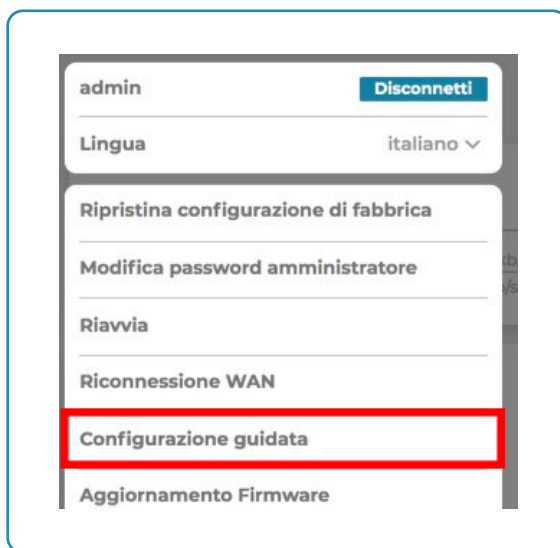 admin
Disconnetti
Lingua
italiano
Ripristina configurazione di fabbrica
Modifica password amministratore
Riavvia
Riconnessione WAN
Configurazione guidata
Aggiornamento Firmware